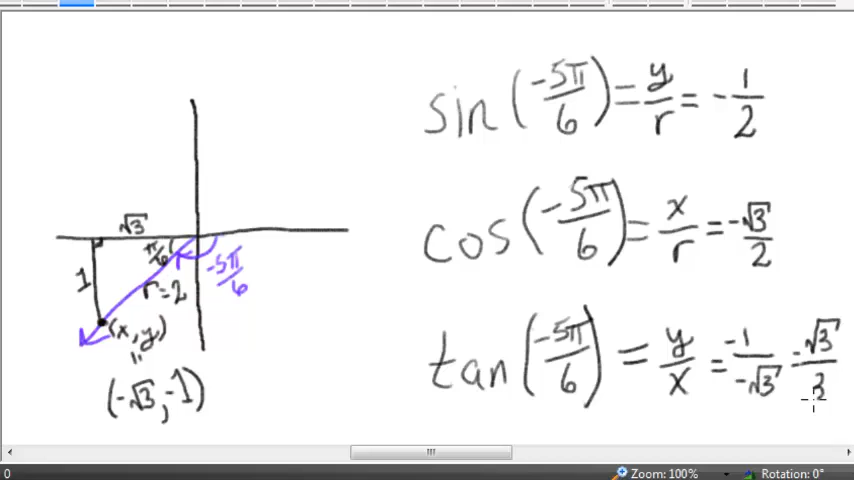 sin(-5π/6) = y/r = -1/2
√3
π/6
-5π/6
1
r=2
(x,y)
"
(-√3,-1)
cos(-5π/6) = x/r = -√3/2
tan(-5π/6) = y/x = -1/-√3 = √3/3
0
Zoom: 100%
Rotation: 0°